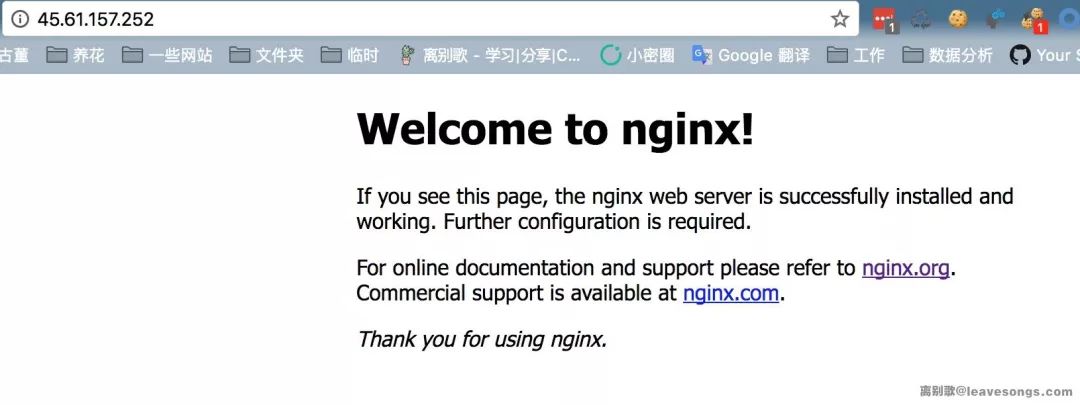 45.61.157.252
1
1
古董 养花 一些网站 文件夹 临时 离别歌 - 学习|分享|C... 小密圈 Google 翻译 工作 数据分析 Your S
Welcome to nginx!
If you see this page, the nginx web server is successfully installed and
working. Further configuration is required.
For online documentation and support please refer to nginx.org.
Commercial support is available at nginx.com.
Thank you for using nginx.
离别歌@leavesongs.com